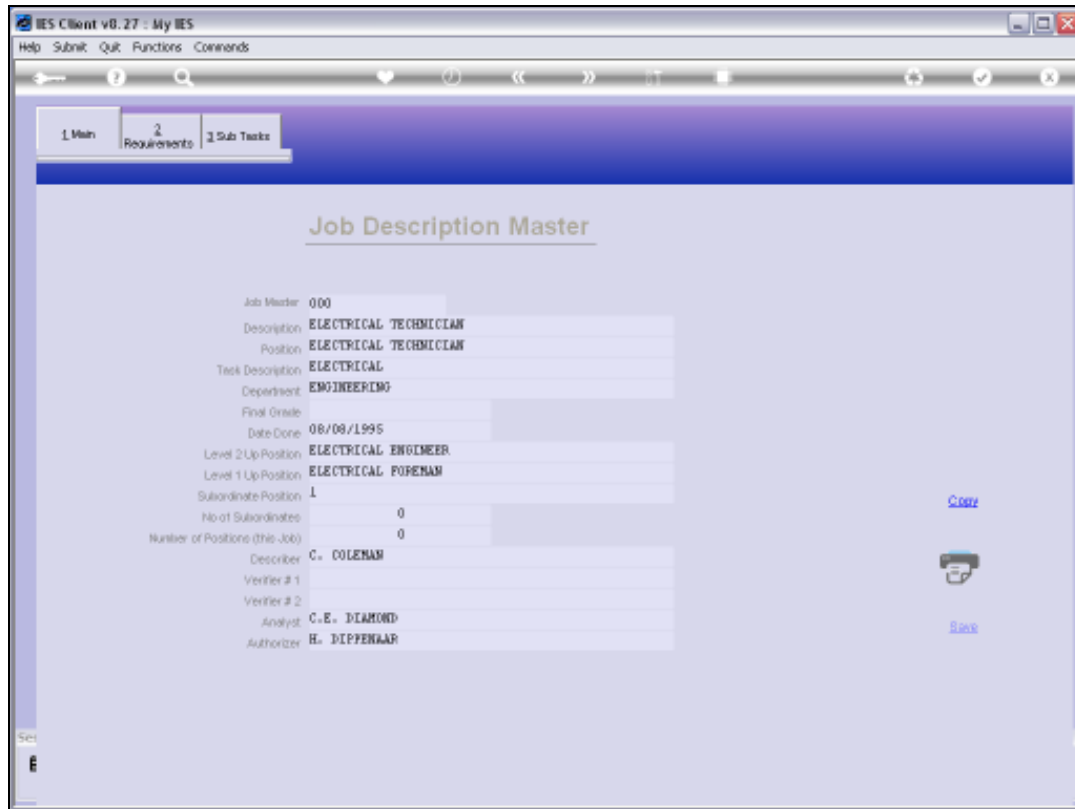 IES Client v8.27 : My IES
Help Submit Quit Functions Commands
1 Main
2 Requirements
3 Sub Tasks
Job Description Master
Job Master 000
Description ELECTRICAL TECHNICIAN
Position ELECTRICAL TECHNICIAN
Task Description ELECTRICAL
Department ENGINEERING
Final Grade
Date Done 08/08/1995
Level 2 Up Position ELECTRICAL ENGINEER
Level 1 Up Position ELECTRICAL FOREMAN
Subordinate Position 1
No of Subordinates 0
Number of Positions (this Job) 0
Describer C. COLEMAN
Verifier # 1
Verifier # 2
Analyst C.E. DIAMOND
Authorizer H. DIPPENAAR
Copy
Save